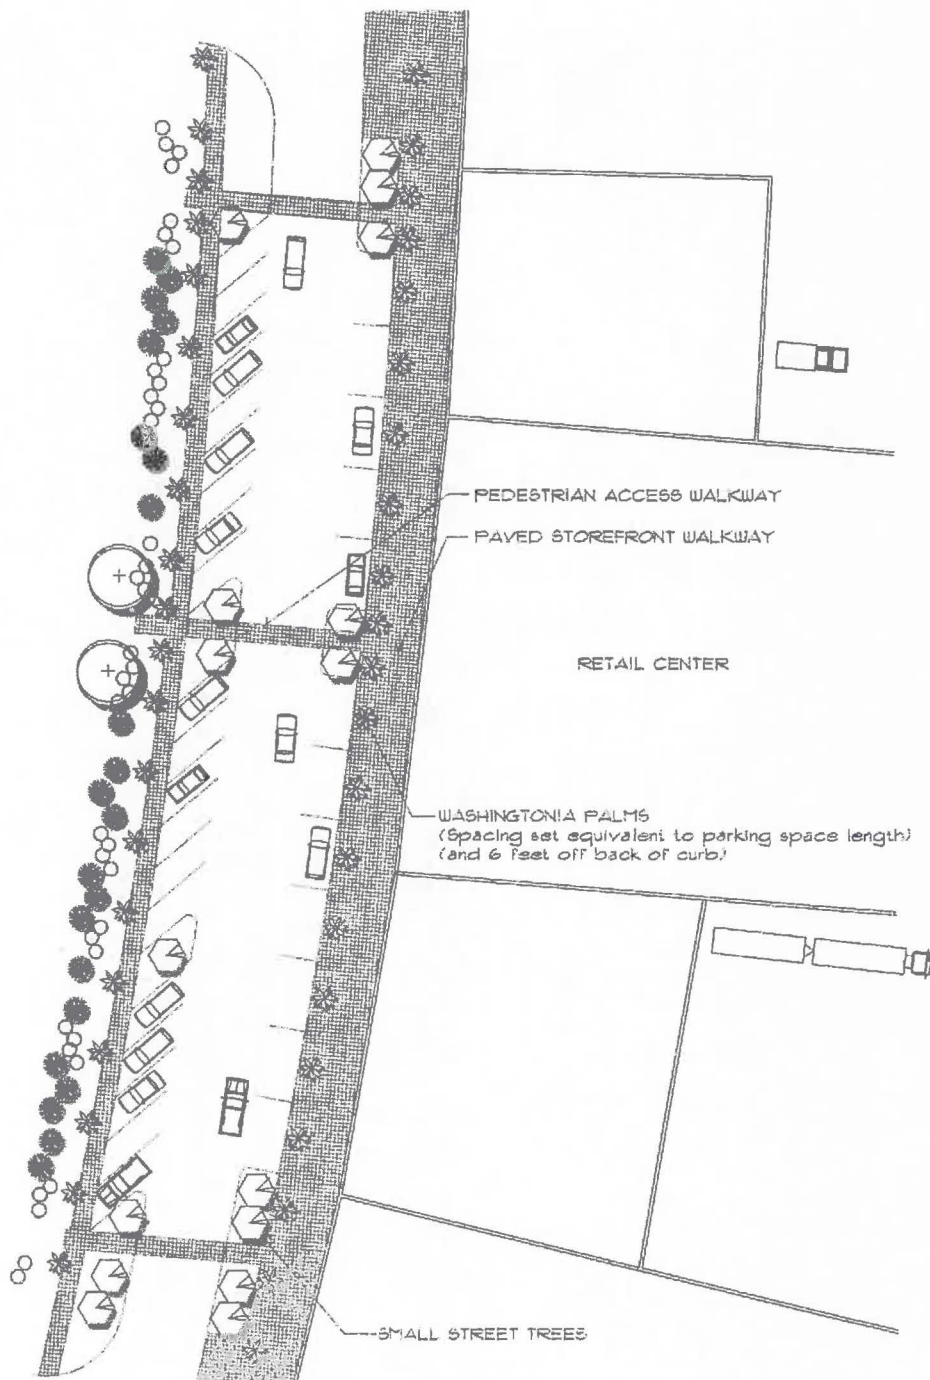 PEDESTRIAN ACCESS WALKWAY
PAVED STOREFRONT WALKWAY
RETAIL CENTER
WASHINGTONIA PALMS
(Spacing set equivalent to parking space length)
(and 6 feet off back of curb)
SMALL STREET TREES